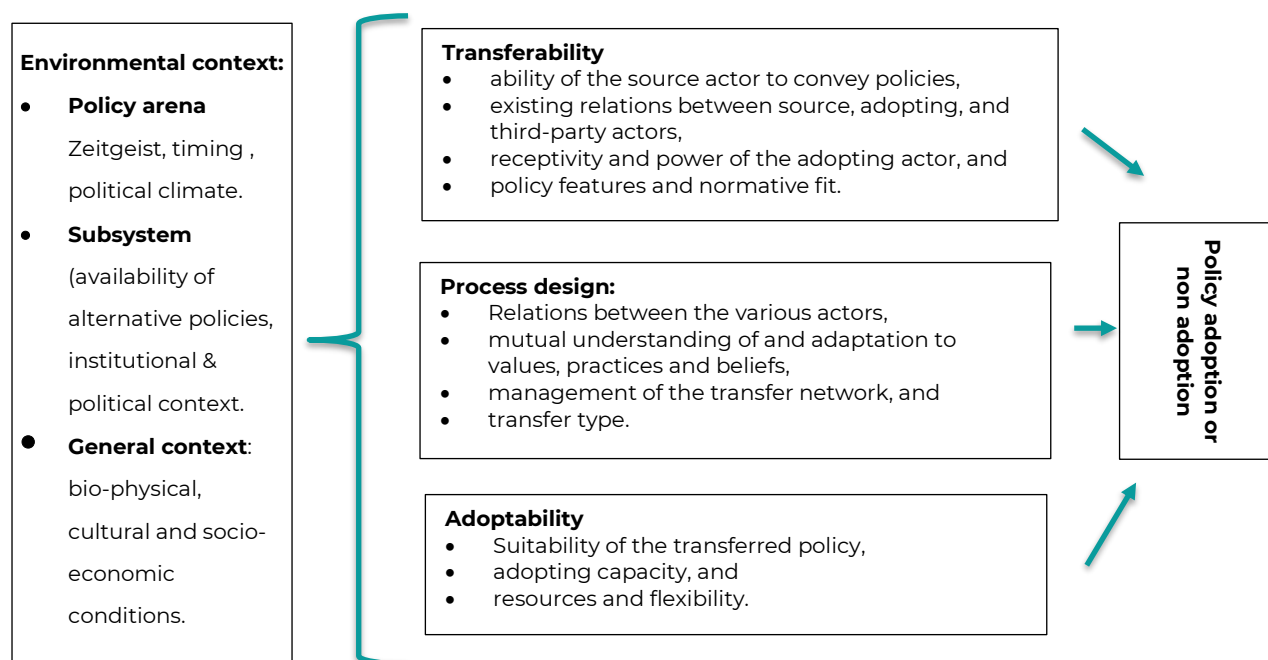 Environmental context:
● Policy arena
Zeitgeist, timing ,
political climate.
● Subsystem
(availability of
alternative policies,
institutional &
political context.
● General context:
bio-physical,
cultural and socio-
economic
conditions.
Transferability
• ability of the source actor to convey policies,
• existing relations between source, adopting, and
third-party actors,
• receptivity and power of the adopting actor, and
• policy features and normative fit.
Process design:
• Relations between the various actors,
• mutual understanding of and adaptation to
values, practices and beliefs,
• management of the transfer network, and
• transfer type.
Adoptability
• Suitability of the transferred policy,
• adopting capacity, and
• resources and flexibility.
Policy adoption or
non adoption